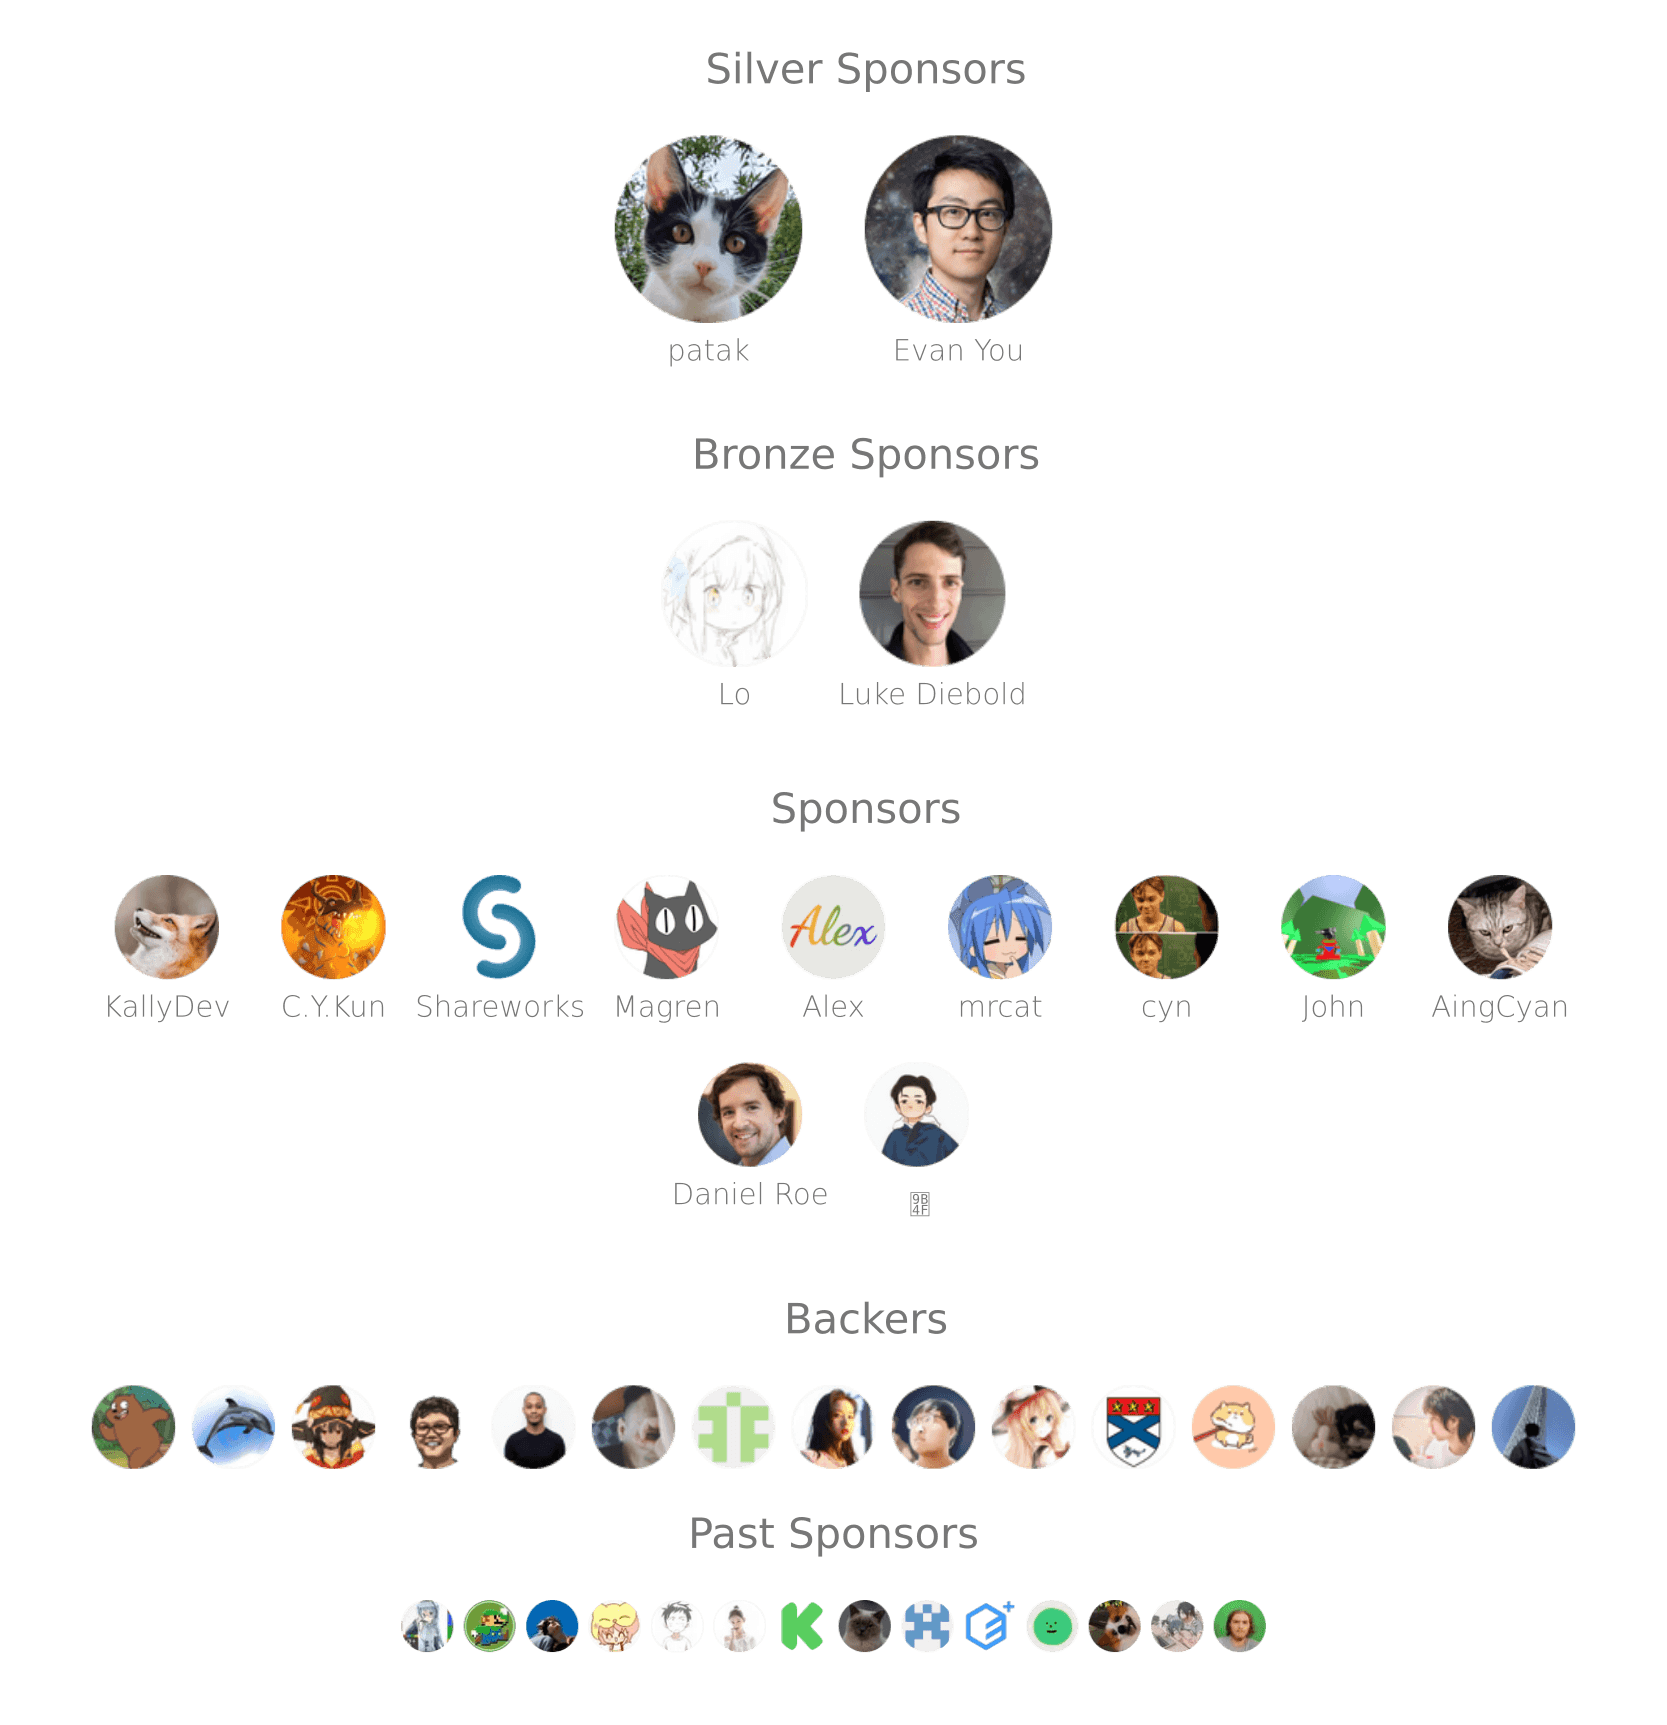 Silver Sponsors
patak Evan You
Bronze Sponsors
Lo Luke Diebold
Sponsors
Alex
KallyDev C.Y.Kun Shareworks Magren Alex mrcat cyn John AingCyan
Daniel Roe
Backers
Past Sponsors